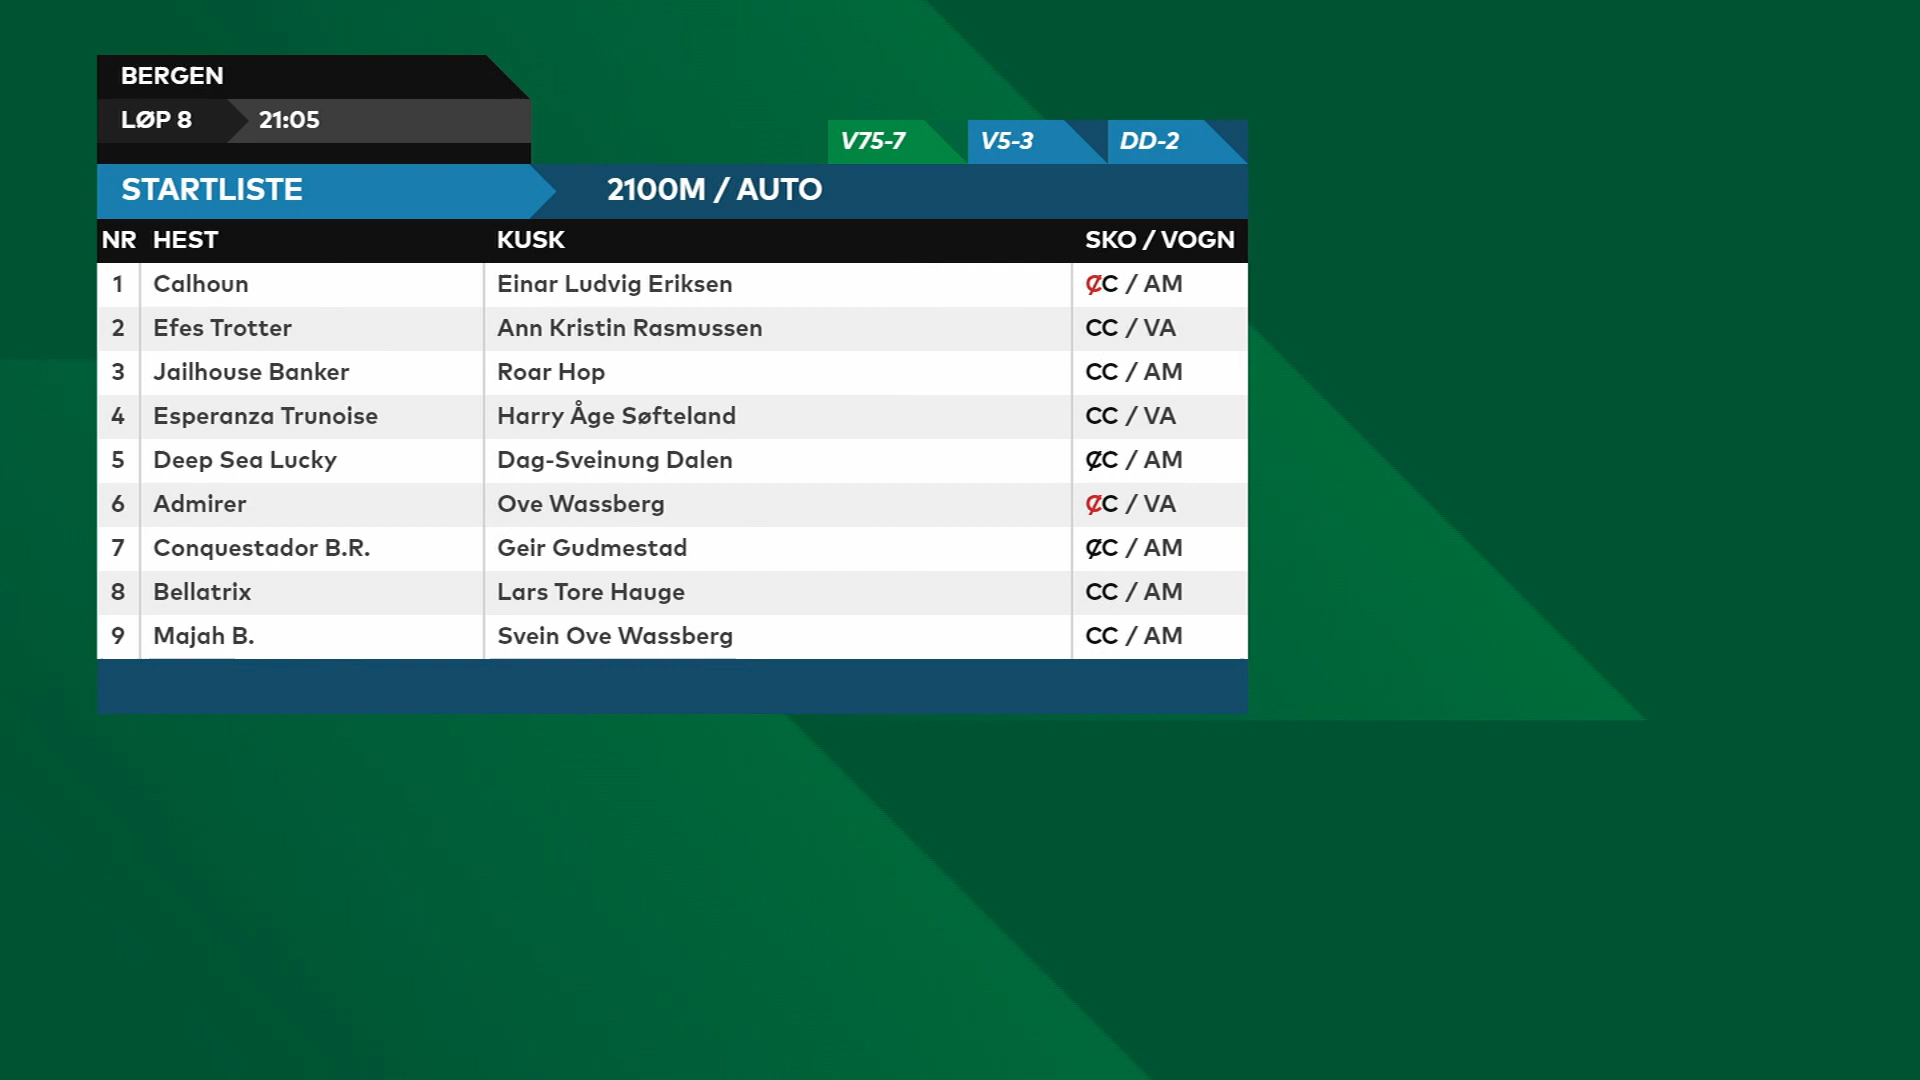 BERGEN
LØP 8 21:05
V75-7 V5-3 DD-2
STARTLISTE 2100M / AUTO
NR HEST KUSK SKO / VOGN
1 Calhoun Einar Ludvig Eriksen ȻC / AM
2 Efes Trotter Ann Kristin Rasmussen CC / VA
3 Jailhouse Banker Roar Hop CC / AM
4 Esperanza Trunoise Harry Åge Søfteland CC / VA
5 Deep Sea Lucky Dag-Sveinung Dalen ȻC / AM
6 Admirer Ove Wassberg ȻC / VA
7 Conquestador B.R. Geir Gudmestad ȻC / AM
8 Bellatrix Lars Tore Hauge CC / AM
9 Majah B. Svein Ove Wassberg CC / AM